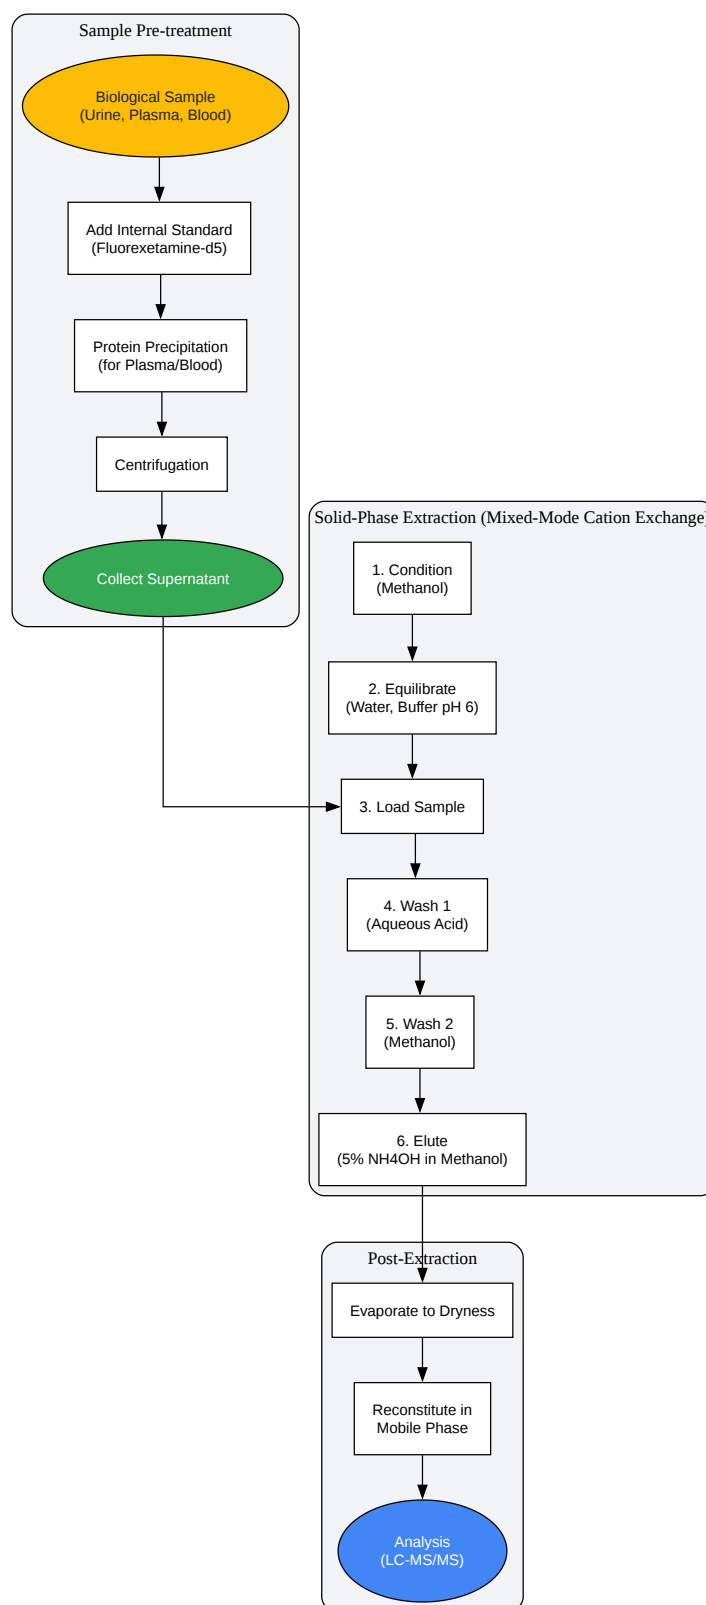 Sample Pre-treatment
Biological Sample
(Urine, Plasma, Blood)
Add Internal Standard
(Fluorexetamine-d5)
Protein Precipitation
(for Plasma/Blood)
Centrifugation
Collect Supernatant
Solid-Phase Extraction (Mixed-Mode Cation Exchange)
1. Condition
(Methanol)
2. Equilibrate
(Water, Buffer pH 6)
3. Load Sample
4. Wash 1
(Aqueous Acid)
5. Wash 2
(Methanol)
6. Elute
(5% NH4OH in Methanol)
Post-Extraction
Evaporate to Dryness
Reconstitute in
Mobile Phase
Analysis
(LC-MS/MS)